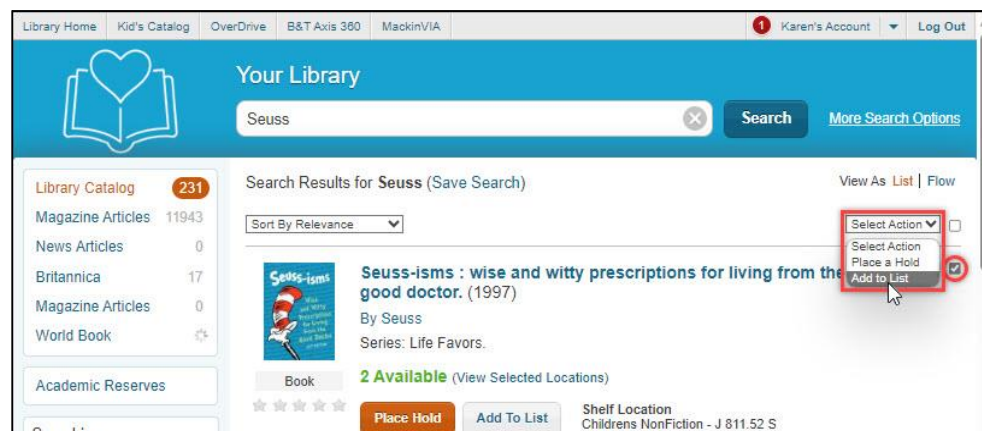 Library Home Kid's Catalog OverDrive B&T Axis 360 MackinVIA 1 Karen's Account Log Out
Your Library
Seuss Search More Search Options
Library Catalog 231
Magazine Articles 11943
News Articles 0
Britannica 17
Magazine Articles 0
World Book
Academic Reserves
Search Results for Seuss (Save Search) View As List | Flow
Sort By Relevance Select Action
Select Action
Place a Hold
Add to List
Seuss-isms
Seuss-isms : wise and witty prescriptions for living from the
good doctor. (1997)
By Seuss
Series: Life Favors.
Book 2 Available (View Selected Locations)
Place Hold Add To List Shelf Location
Childrens NonFiction - J 811.52 S